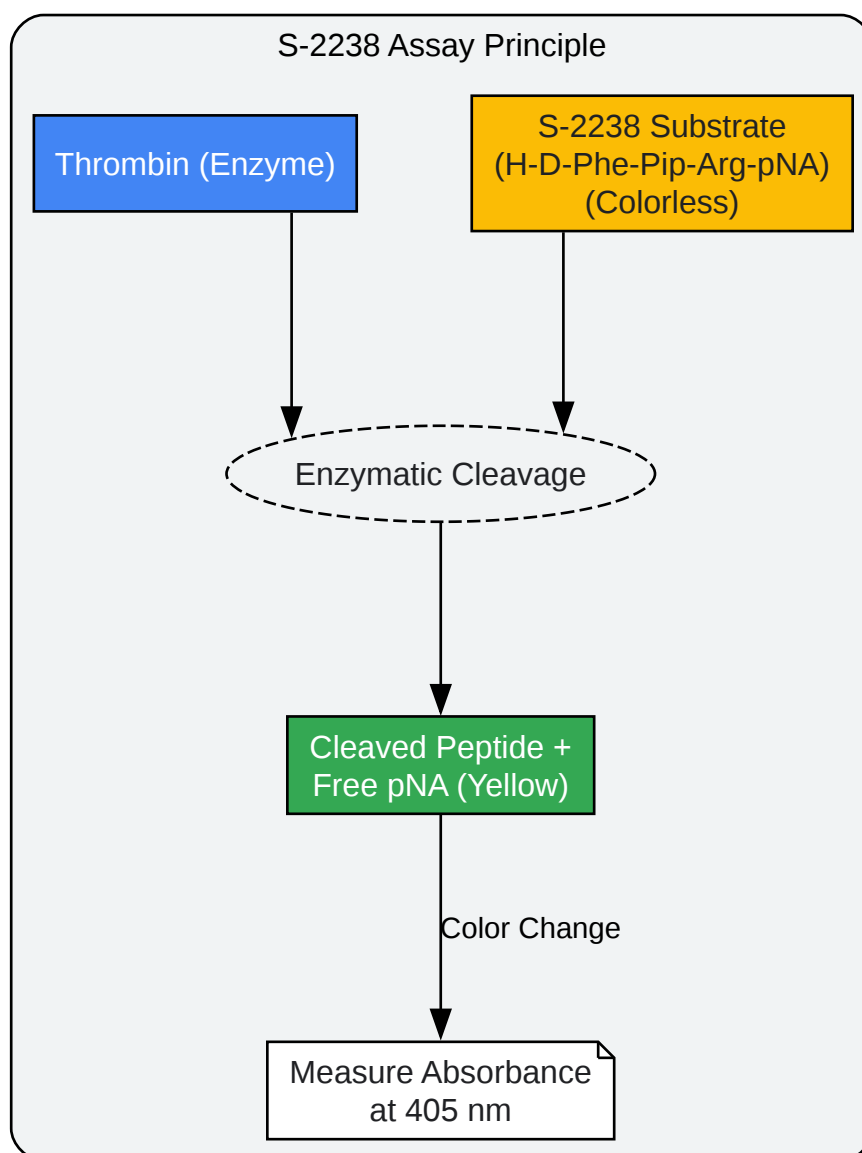 S-2238 Assay Principle
Thrombin (Enzyme)
S-2238 Substrate
(H-D-Phe-Pip-Arg-pNA)
(Colorless)
Enzymatic Cleavage
Cleaved Peptide +
Free pNA (Yellow)
Color Change
Measure Absorbance
at 405 nm